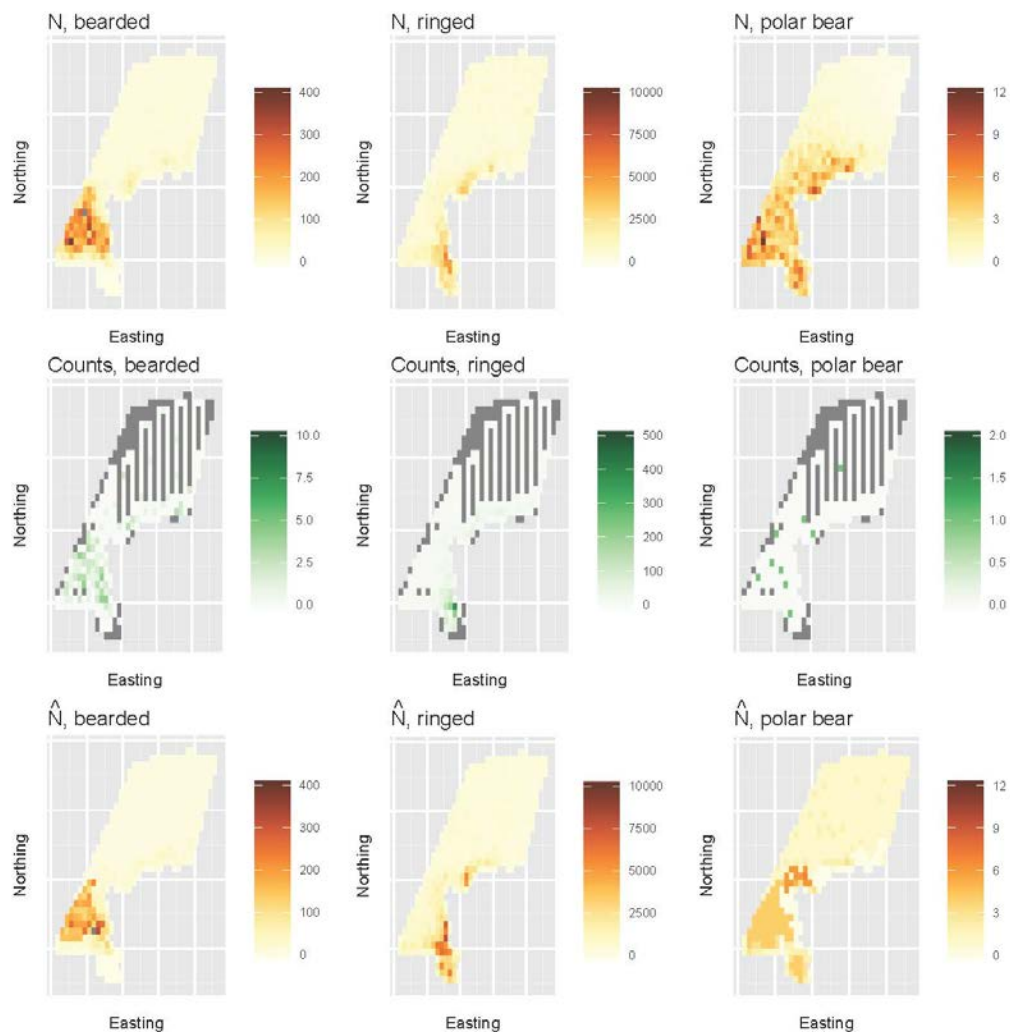 N, bearded
N, ringed
N, polar bear
400
300
200
100
0
10000
7500
5000
2500
0
12
9
6
3
0
Northing
Northing
Northing
Easting
Easting
Easting
Counts, bearded
Counts, ringed
Counts, polar bear
10.0
7.5
5.0
2.5
0.0
500
400
300
200
100
0
2.0
1.5
1.0
0.5
0.0
Northing
Northing
Northing
Easting
Easting
Easting
N̂, bearded
N̂, ringed
N̂, polar bear
400
300
200
100
0
10000
7500
5000
2500
0
12
9
6
3
0
Northing
Northing
Northing
Easting
Easting
Easting